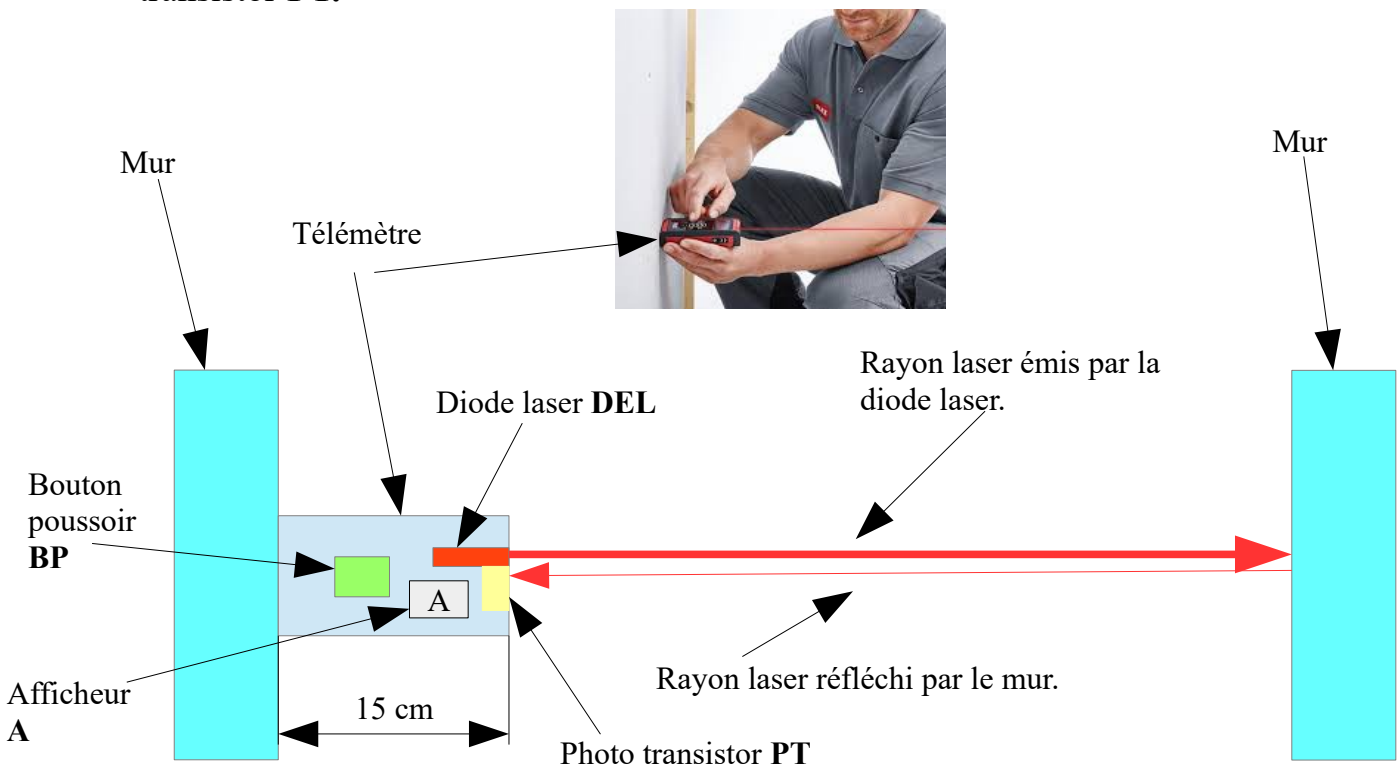 Mur
Mur
Télémètre
Rayon laser émis par la
diode laser.
Diode laser DEL
Bouton
poussoir
BP
A
Rayon laser réfléchi par le mur.
Afficheur
A
15 cm
Photo transistor PT